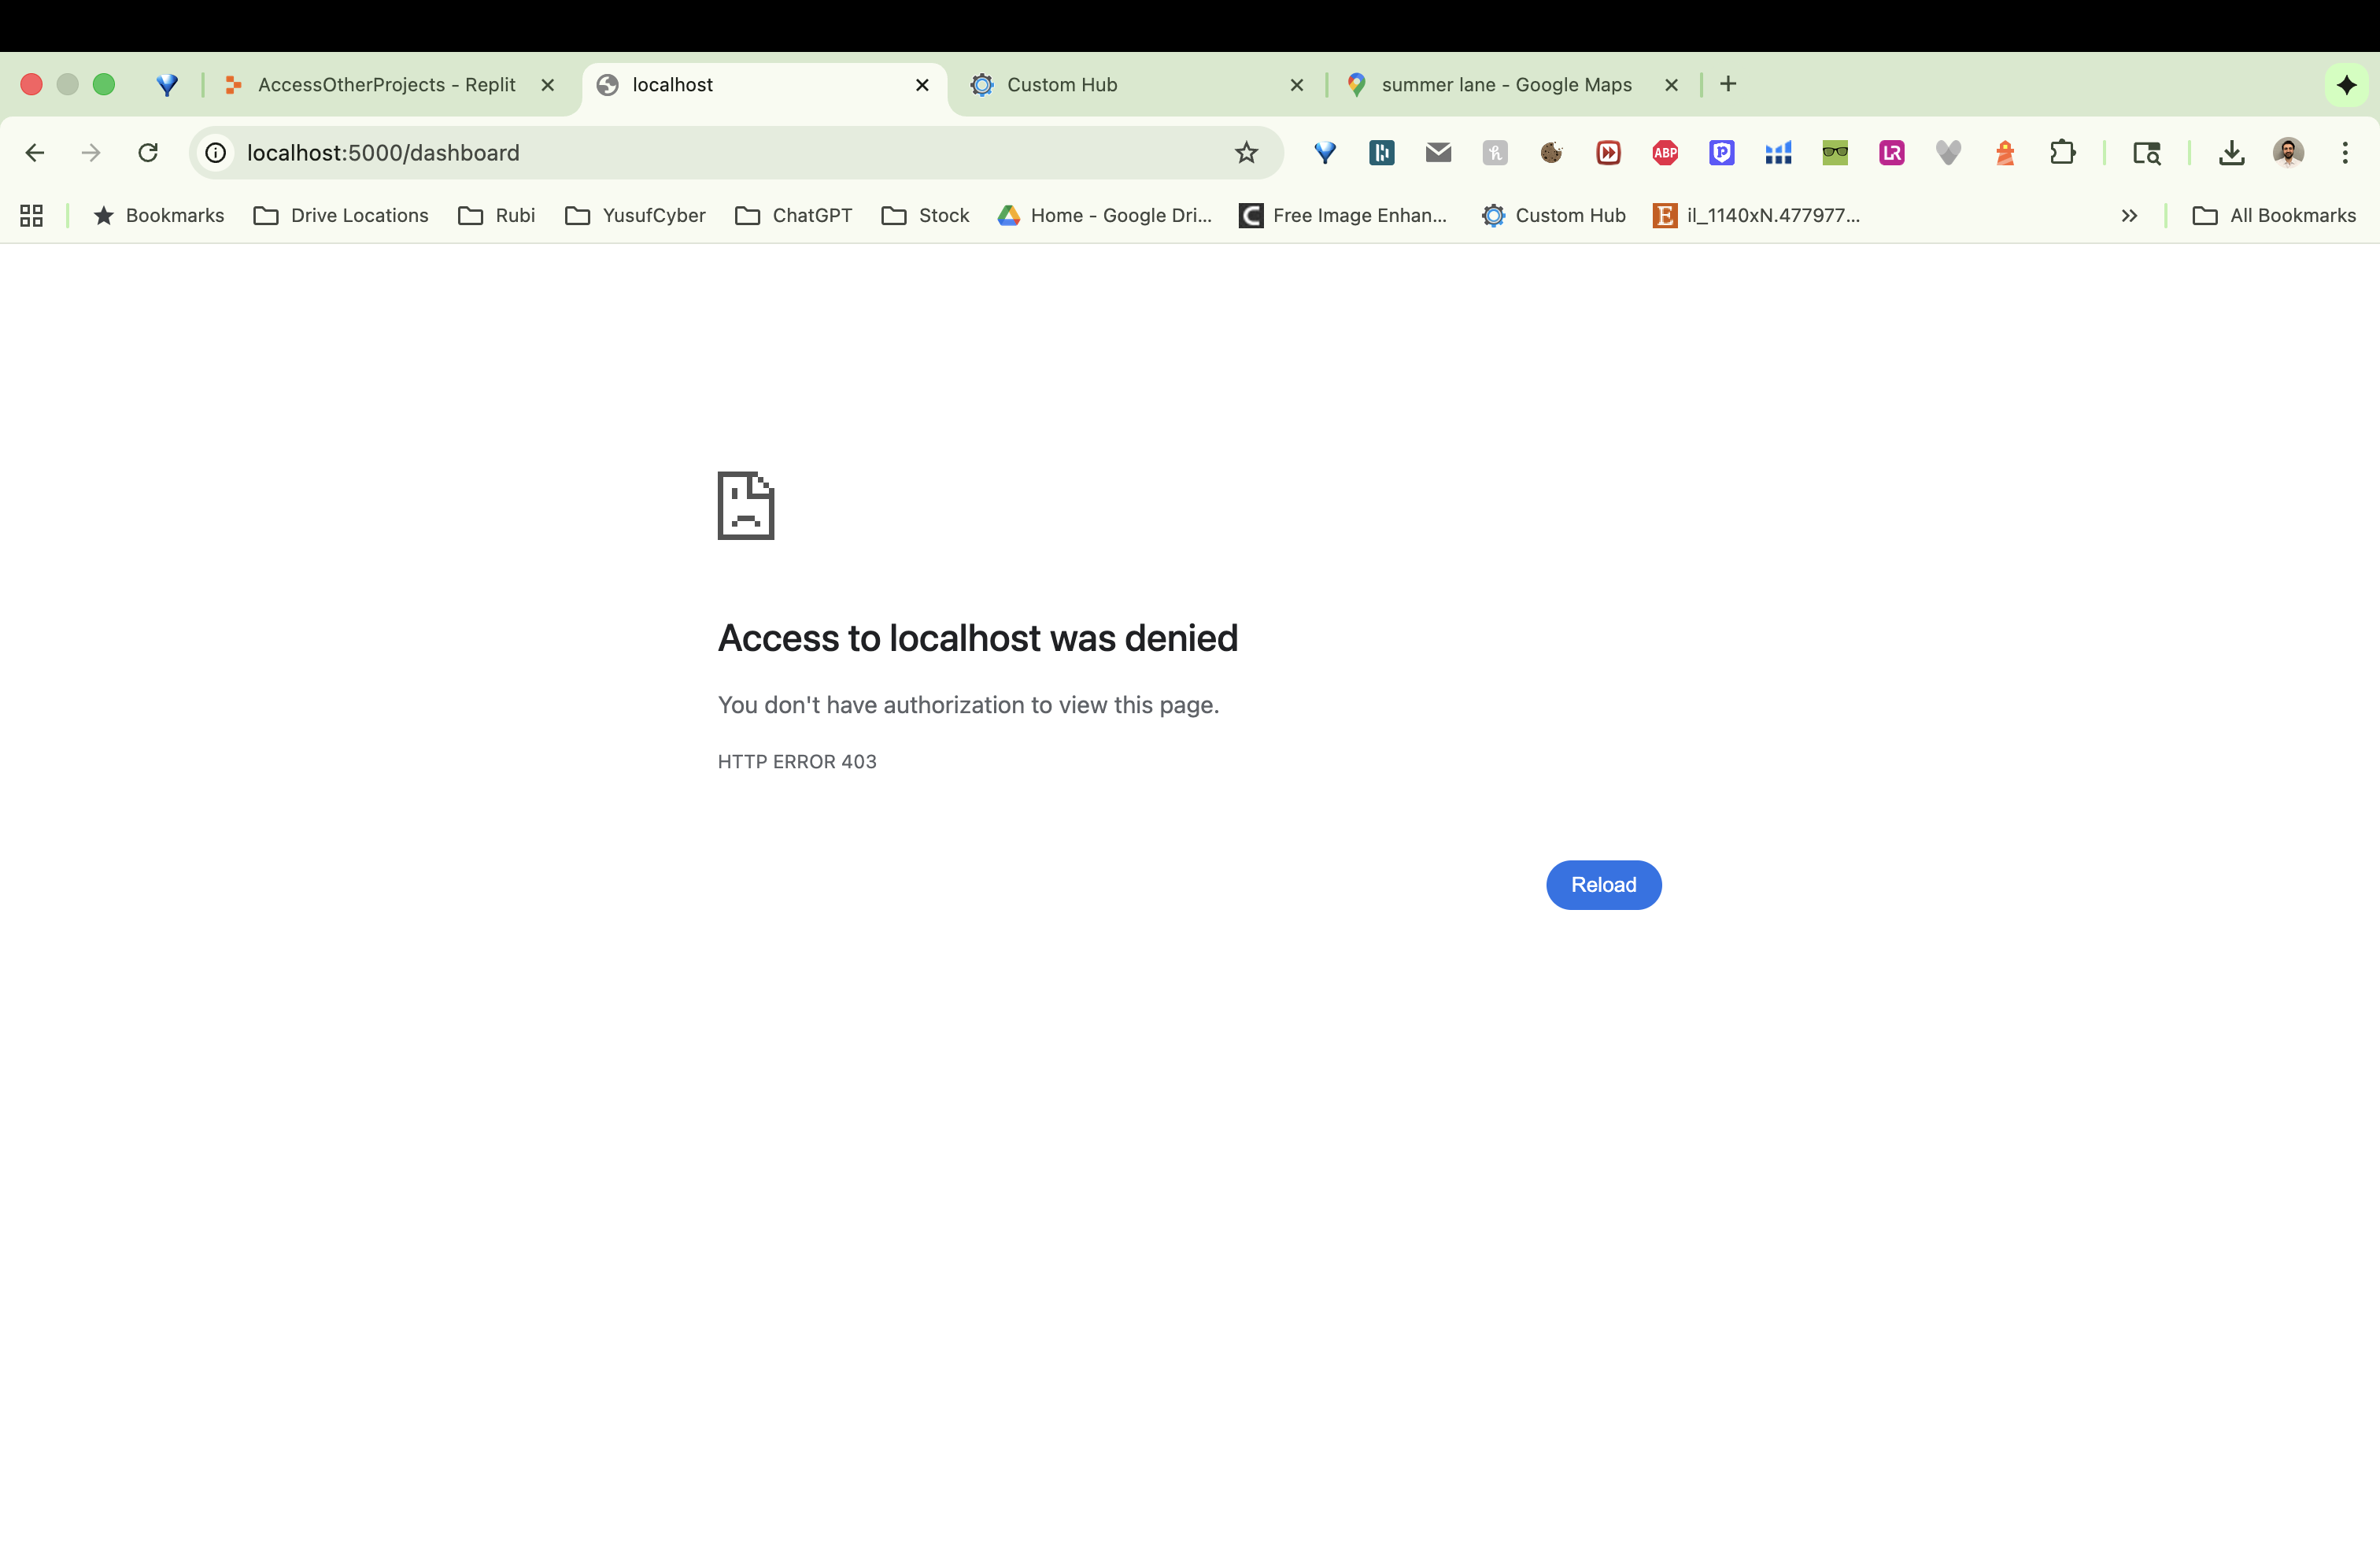 AccessOtherProjects - Replit
localhost
Custom Hub
summer lane - Google Maps
localhost:5000/dashboard
ABP
LR
Bookmarks
Drive Locations
Rubi
YusufCyber
ChatGPT
Stock
Home - Google Dri...
Free Image Enhan...
Custom Hub
E
il_1140xN.477977...
All Bookmarks
Access to localhost was denied
You don't have authorization to view this page.
HTTP ERROR 403
Reload